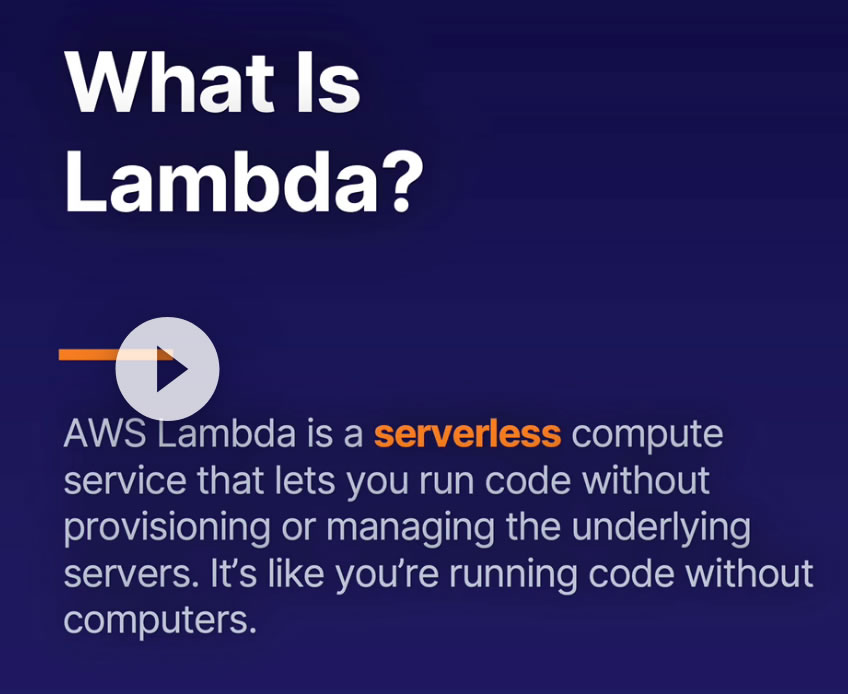 What Is
Lambda?
AWS Lambda is a serverless compute
service that lets you run code without
provisioning or managing the underlying
servers. It’s like you’re running code without
computers.